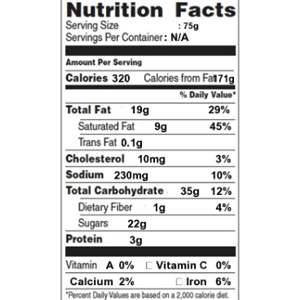 Nutrition Facts
Serving Size : 75g
Servings Per Container: N/A
Amount Per Serving
Calories 320 Calories from Fat171g
% Daily Value*
Total Fat 19g 29%
Saturated Fat 9g 45%
Trans Fat 0.1g
Cholesterol 10mg 3%
Sodium 230mg 10%
Total Carbohydrate 35g 12%
Dietary Fiber 1g 4%
Sugars 22g
Protein 3g
Vitamin A 0% □ Vitamin C 0%
Calcium 2% □ Iron 6%
*Percent Daily Values are based on a 2,000 calorie diet.